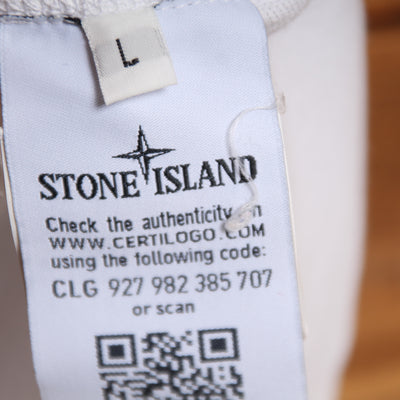 L
STONE ISLAND
Check the authenticity on
WWW.CERTILOGO.COM
using the following code:
CLG 927 982 385 707
or scan